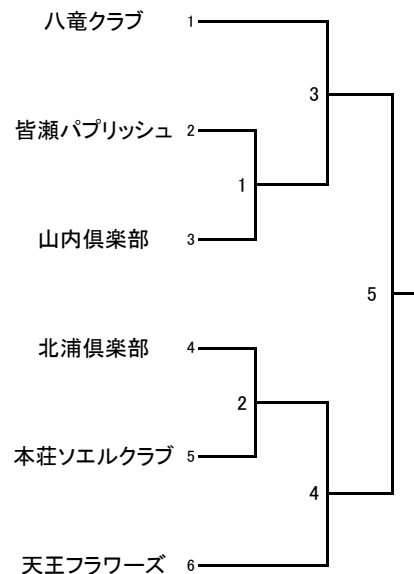 八竜クラブ 1
3
皆瀬パプリッシュ 2
1
山内倶楽部 3
5
北浦倶楽部 4
2
本荘ソエルクラブ 5
4
天王フラワーズ 6